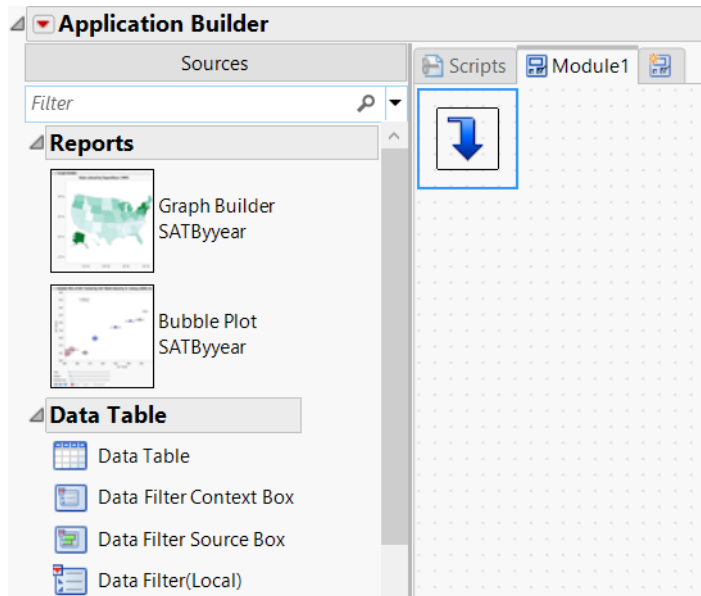 Application Builder
Sources
Scripts
Module1
Filter
Reports
Graph Builder
SATByyear
Bubble Plot
SATByyear
Data Table
Data Table
Data Filter Context Box
Data Filter Source Box
Data Filter(Local)